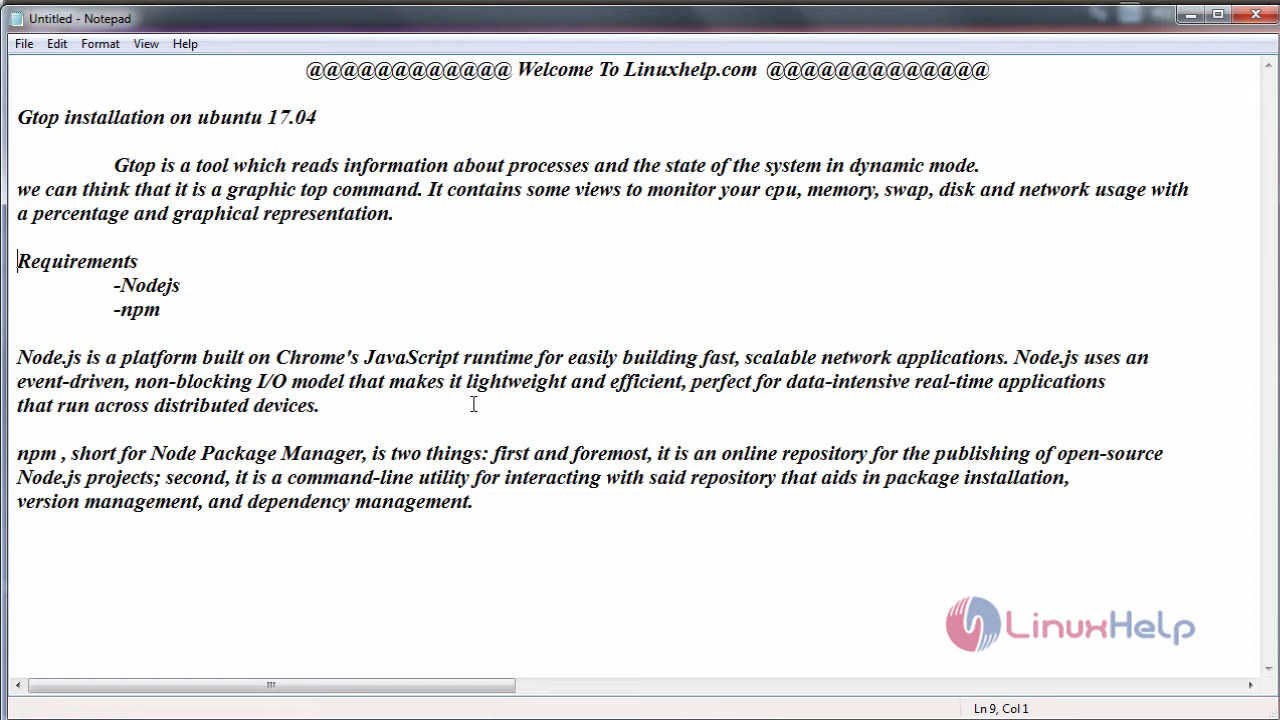 Untitled - Notepad
File Edit Format View Help
@@@@@@@@@@@@ Welcome To Linuxhelp.com @@@@@@@@@@@@@
Gtop installation on ubuntu 17.04
Gtop is a tool which reads information about processes and the state of the system in dynamic mode.
we can think that it is a graphic top command. It contains some views to monitor your cpu, memory, swap, disk and network usage with
a percentage and graphical representation.
Requirements
-Nodejs
-npm
Node.js is a platform built on Chrome's JavaScript runtime for easily building fast, scalable network applications. Node.js uses an
event-driven, non-blocking I/O model that makes it lightweight and efficient, perfect for data-intensive real-time applications
that run across distributed devices.
npm , short for Node Package Manager, is two things: first and foremost, it is an online repository for the publishing of open-source
Node.js projects; second, it is a command-line utility for interacting with said repository that aids in package installation,
version management, and dependency management.
LinuxHelp
Ln 9, Col 1